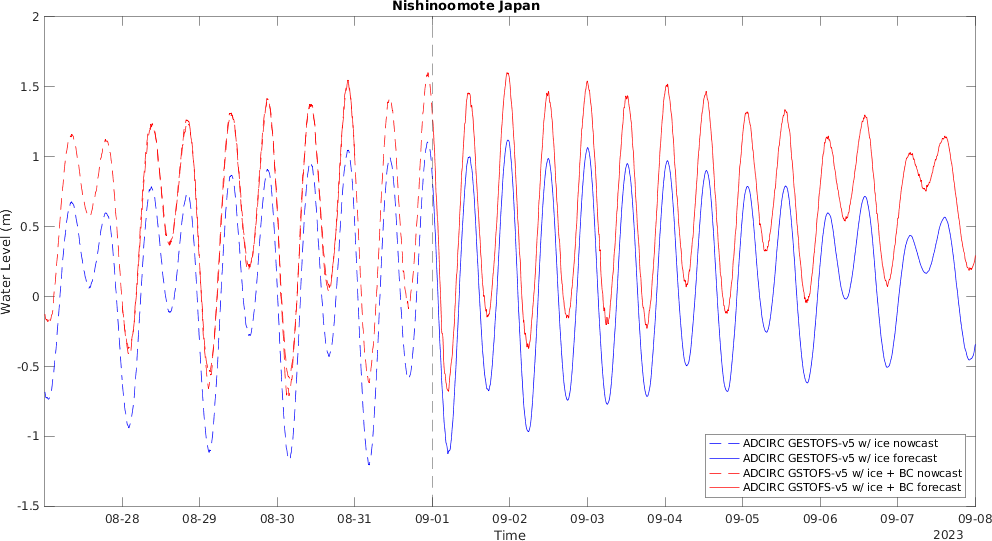 Nishinoomote Japan
2
1.5
1
0.5
0
-0.5
-1
-1.5
Water Level (m)
08-28 08-29 08-30 08-31 09-01 09-02 09-03 09-04 09-05 09-06 09-07 09-08
Time
2023
ADCIRC GESTOFS-v5 w/ ice nowcast
ADCIRC GESTOFS-v5 w/ ice forecast
ADCIRC GSTOFS-v5 w/ ice + BC nowcast
ADCIRC GSTOFS-v5 w/ ice + BC forecast